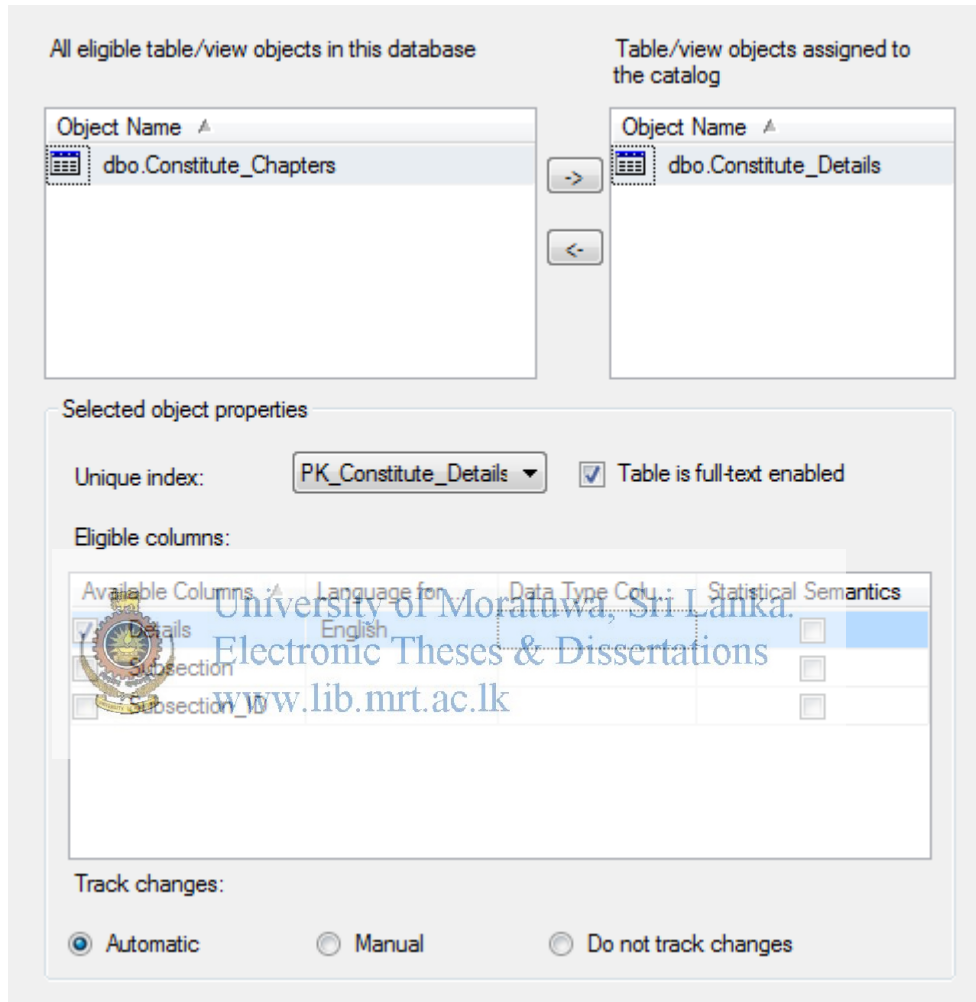 All eligible table/view objects in this database
Table/view objects assigned to
the catalog
Object Name
dbo.Constitute_Chapters
->
<-
Object Name
dbo.Constitute_Details
Selected object properties
Unique index:
PK_Constitute_Details
Table is full-text enabled
Eligible columns:
Available Columns
Language for ...
Data Type Colu...
Statistical Semantics
Details
English
Subsection
Subsection_ID
University of Moratuwa, Sri Lanka.
Electronic Theses & Dissertations
www.lib.mrt.ac.lk
Track changes:
Automatic
Manual
Do not track changes